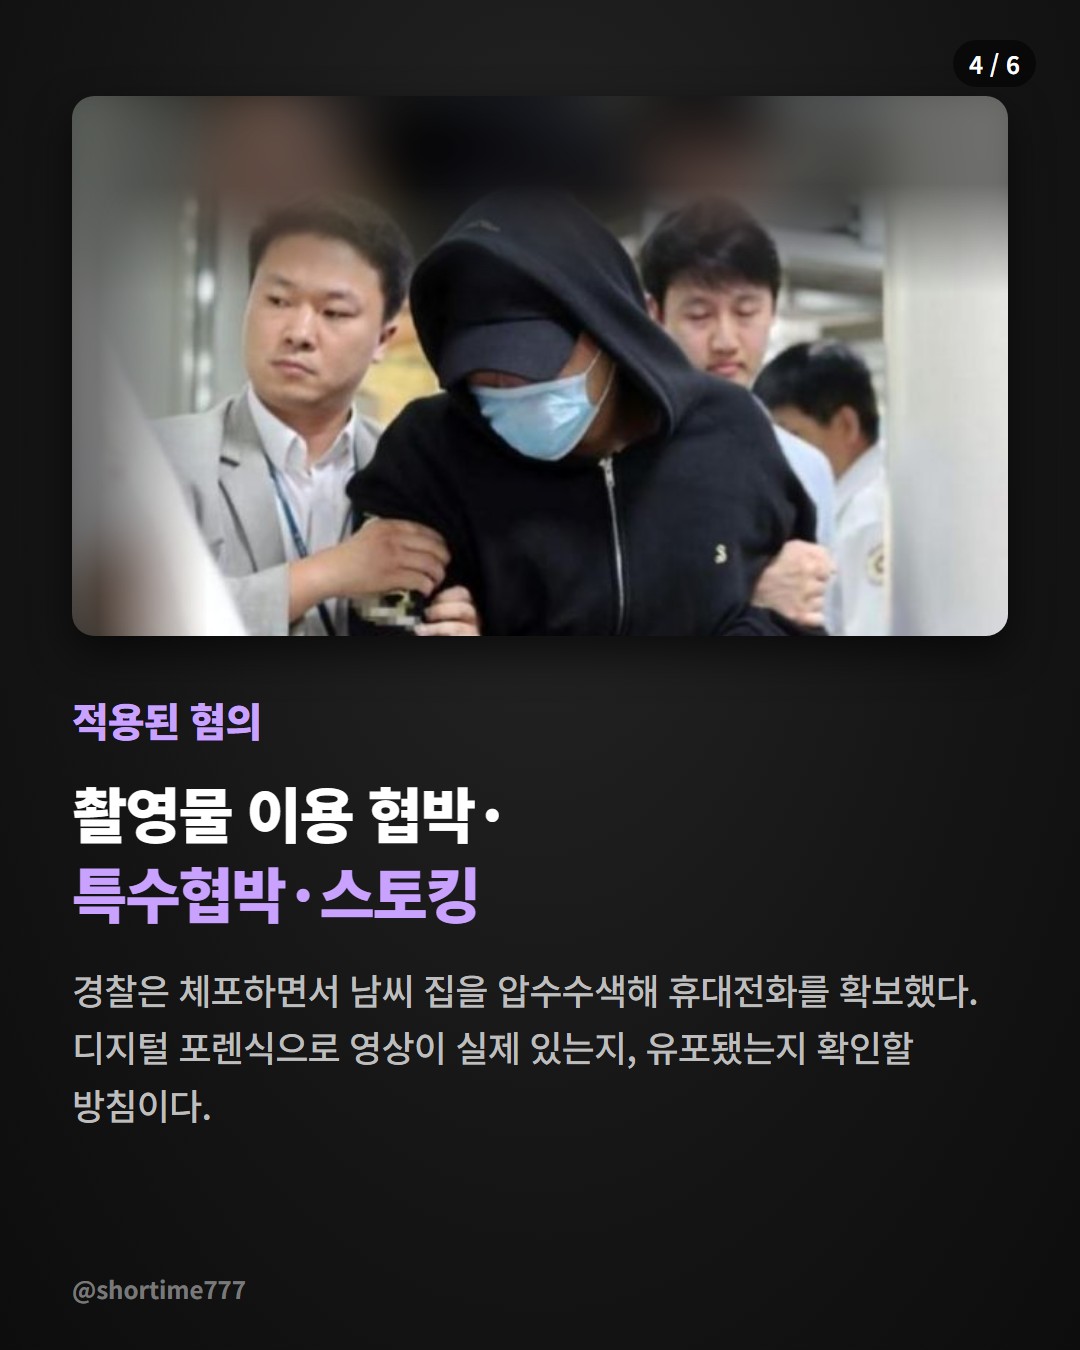 4 / 6
적용된 혐의
촬영물 이용 협박·
특수협박·스토킹
경찰은 체포하면서 남씨 집을 압수수색해 휴대전화를 확보했다.
디지털 포렌식으로 영상이 실제 있는지, 유포됐는지 확인할
방침이다.
@shortime777